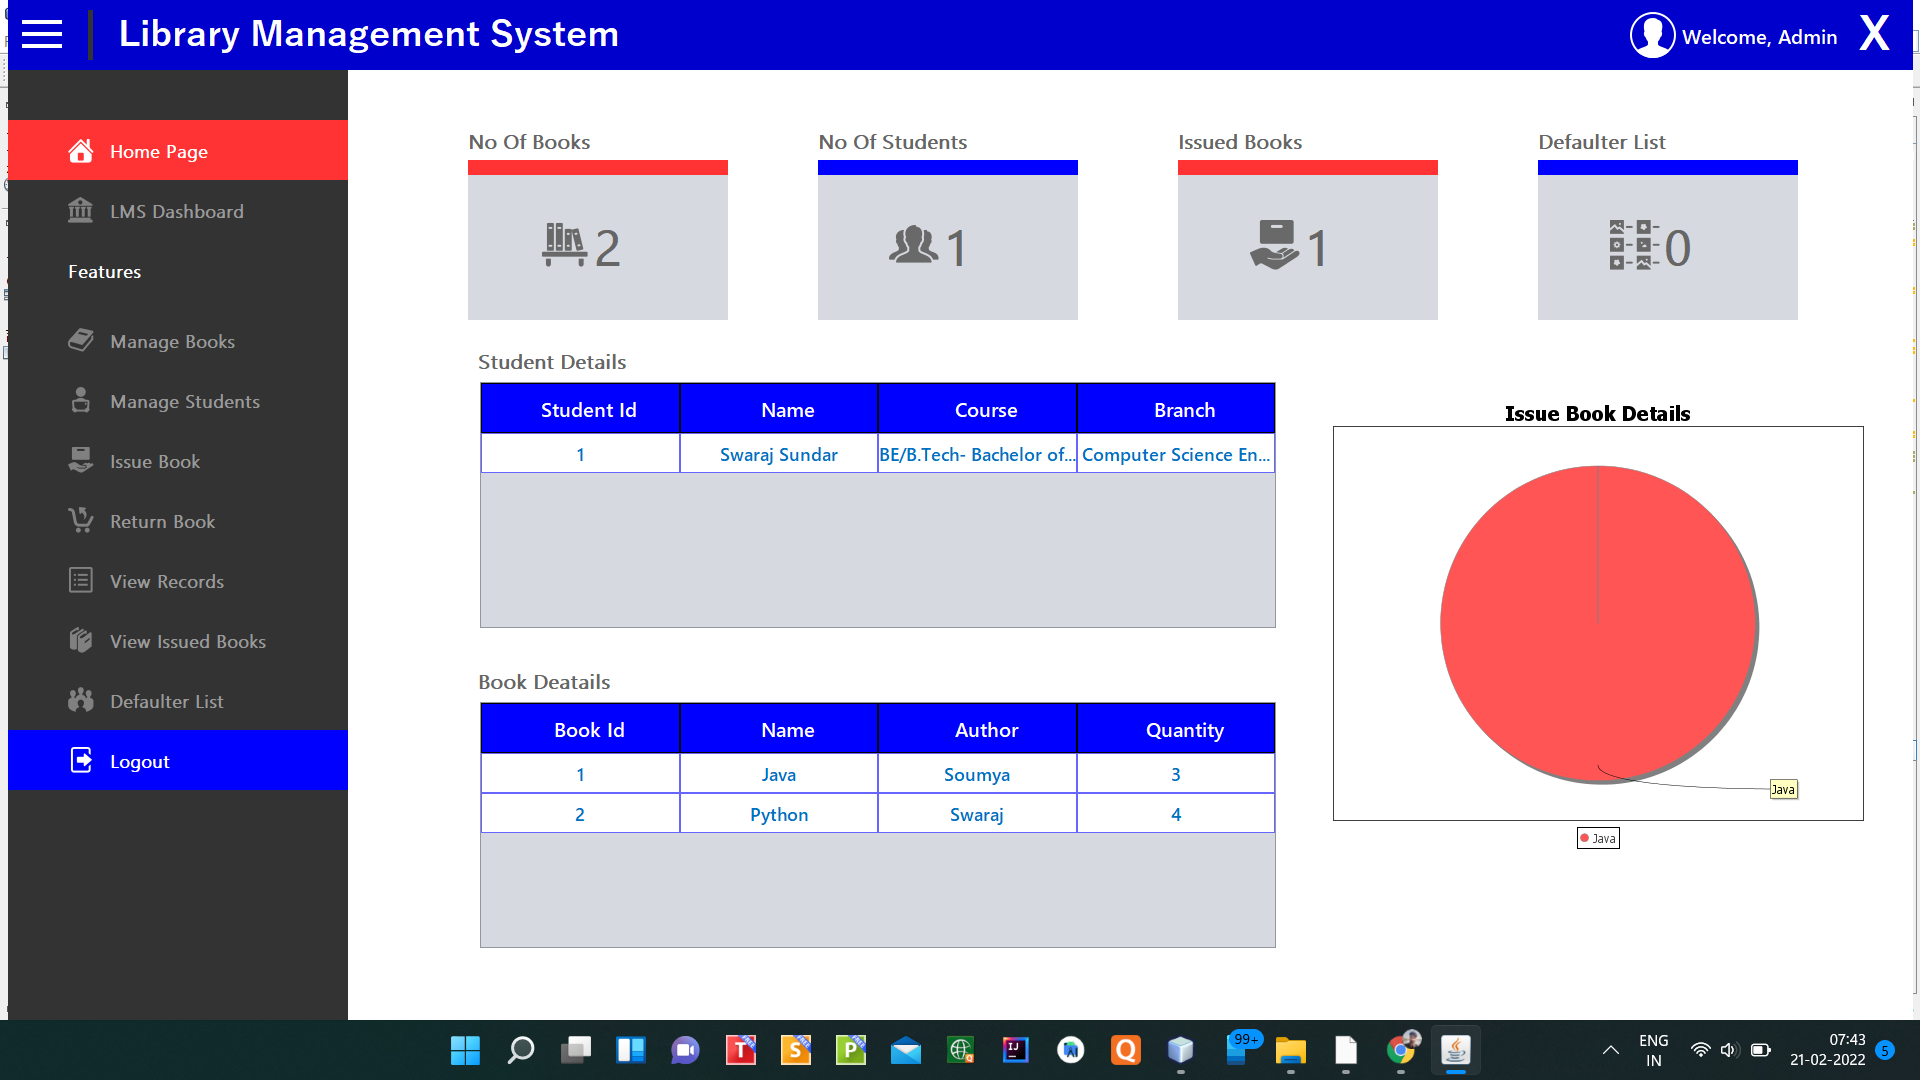 Library Management System
Welcome, Admin
X
Home Page
LMS Dashboard
Features
Manage Books
Manage Students
Issue Book
Return Book
View Records
View Issued Books
Defaulter List
Logout
No Of Books
2
No Of Students
1
Issued Books
1
Defaulter List
0
Student Details
Student Id Name Course Branch
1 Swaraj Sundar BE/B.Tech- Bachelor of... Computer Science En...
Book Deatails
Book Id Name Author Quantity
1 Java Soumya 3
2 Python Swaraj 4
Issue Book Details
Java
Java
T
S
P
IJ
Q
99+
ENG
IN
07:43
21-02-2022
5